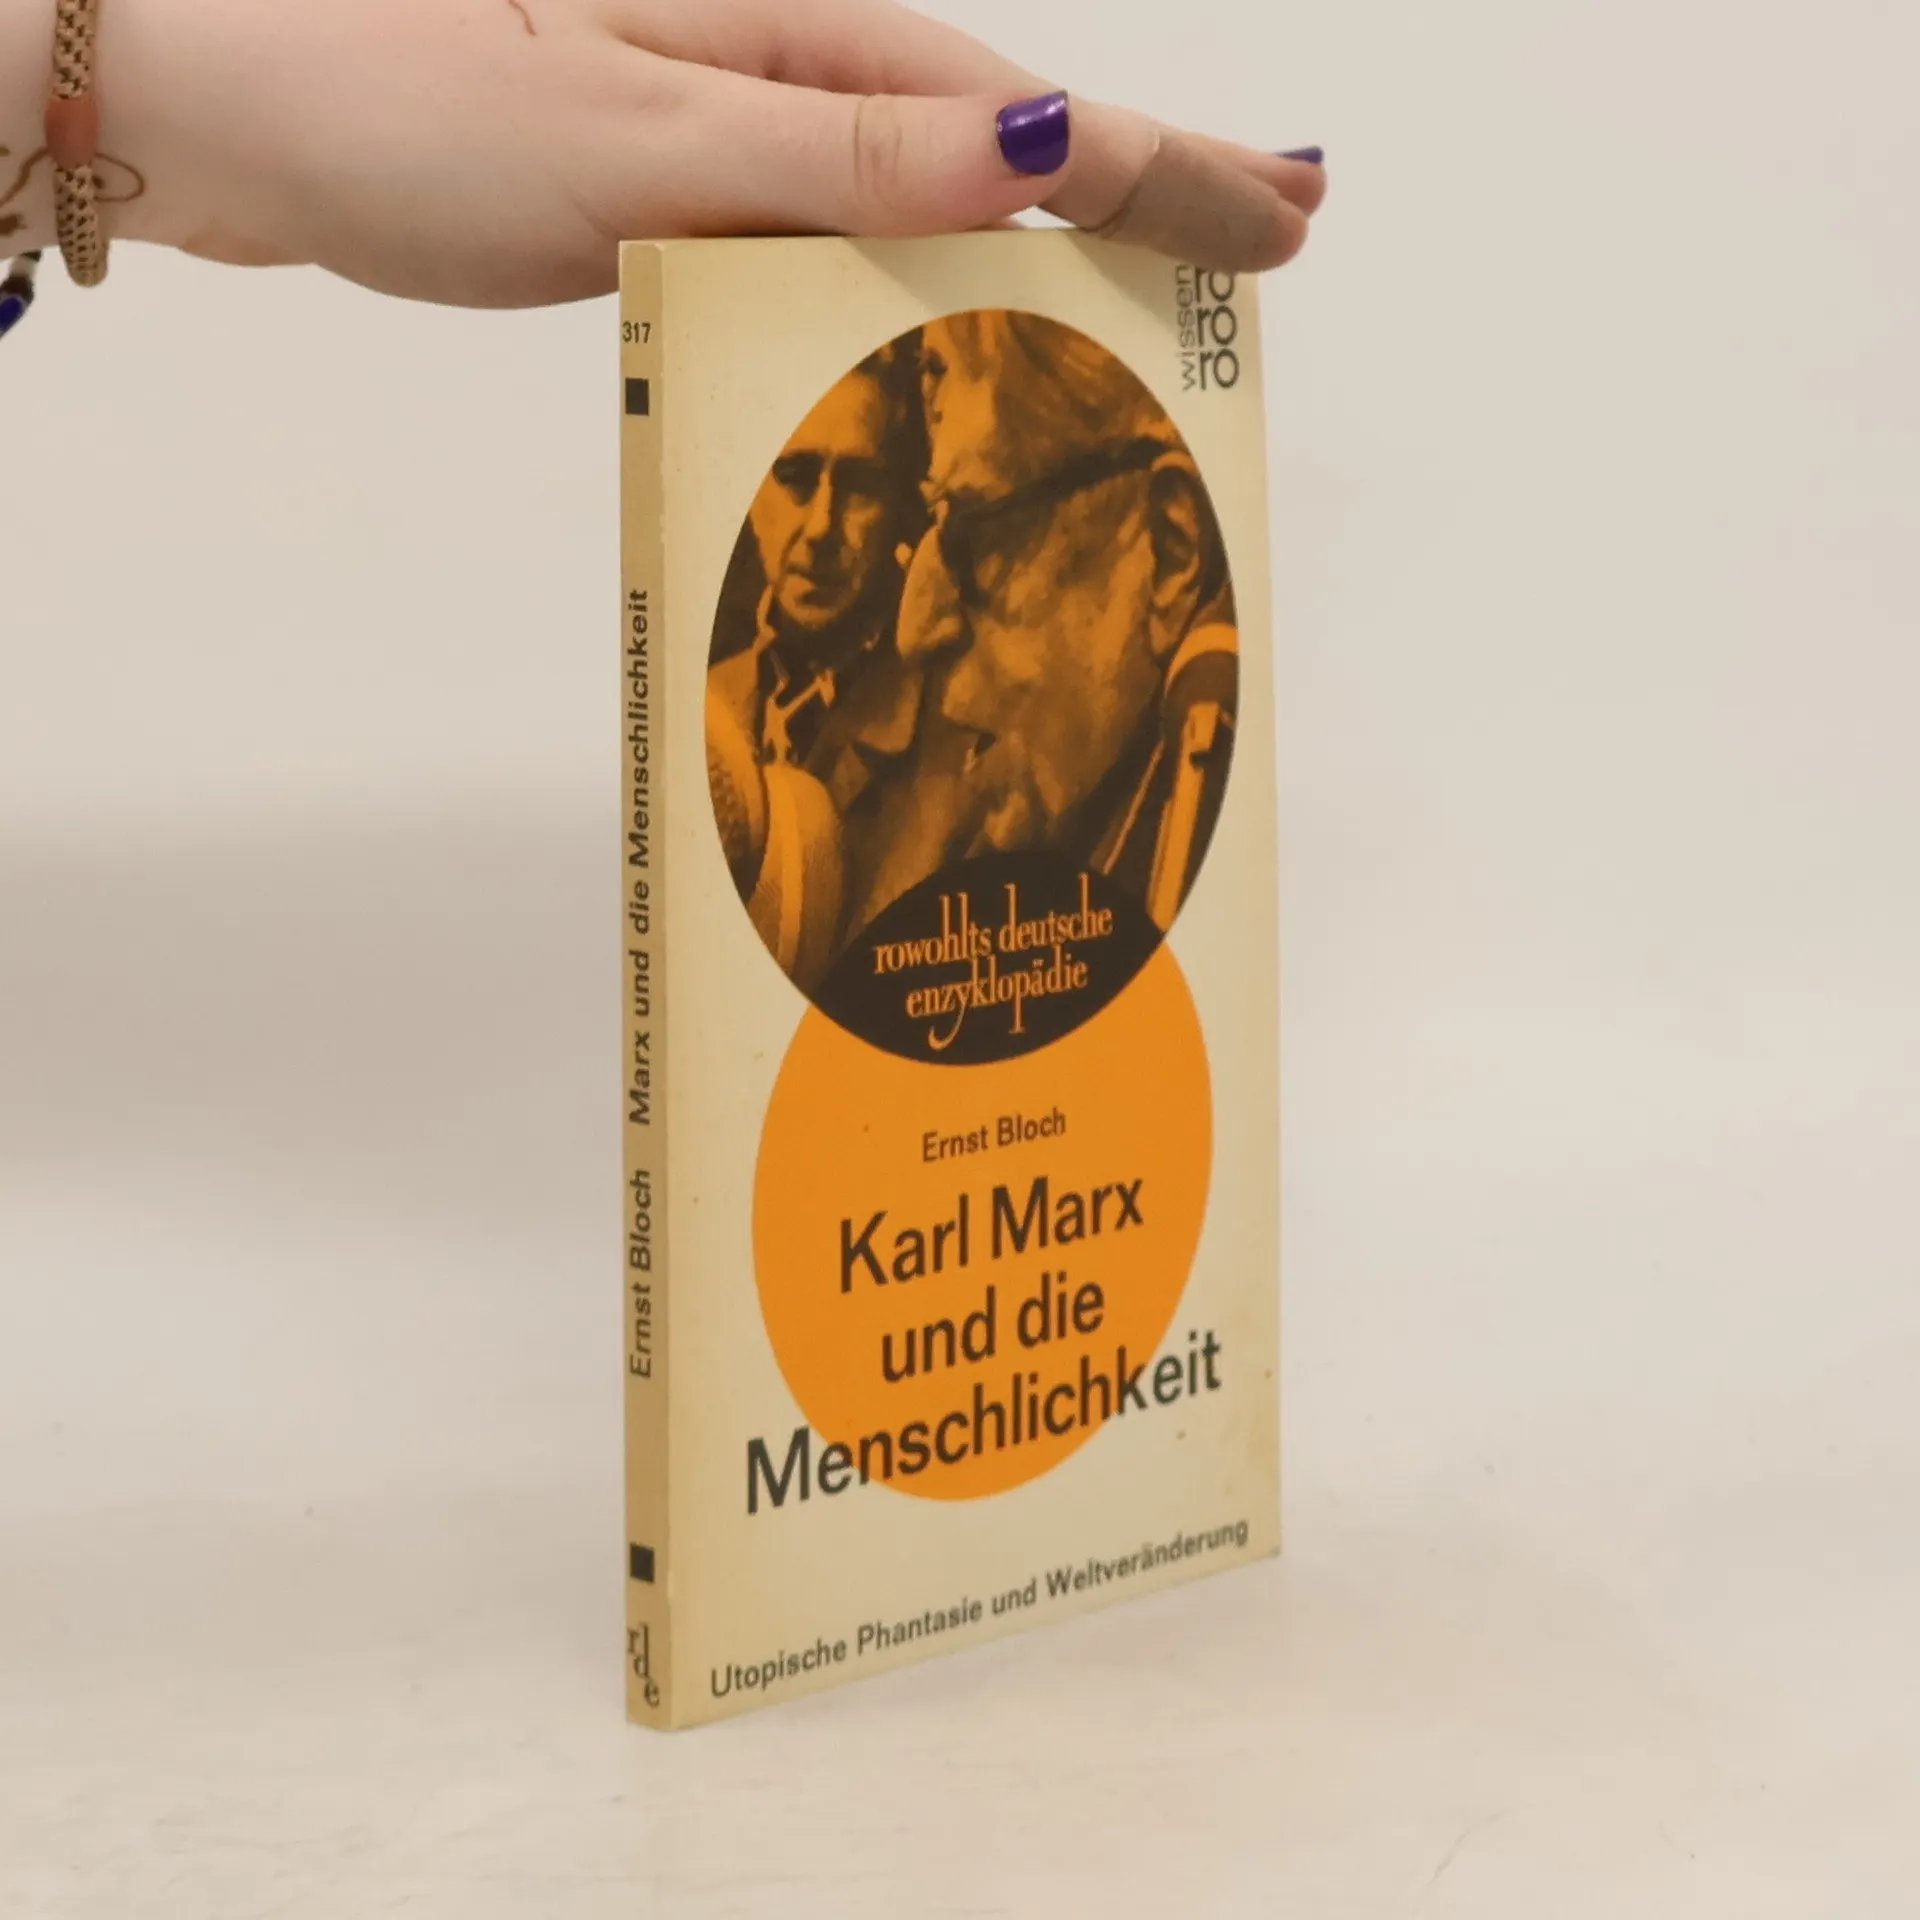 317
Ernst Bloch Marx und die Menschlichkeit
rde
wissen
ro
ro
ro
rowohlts deutsche
enzyklopädie
Ernst Bloch
Karl Marx
und die
Menschlichkeit
Utopische Phantasie und Weltveränderung